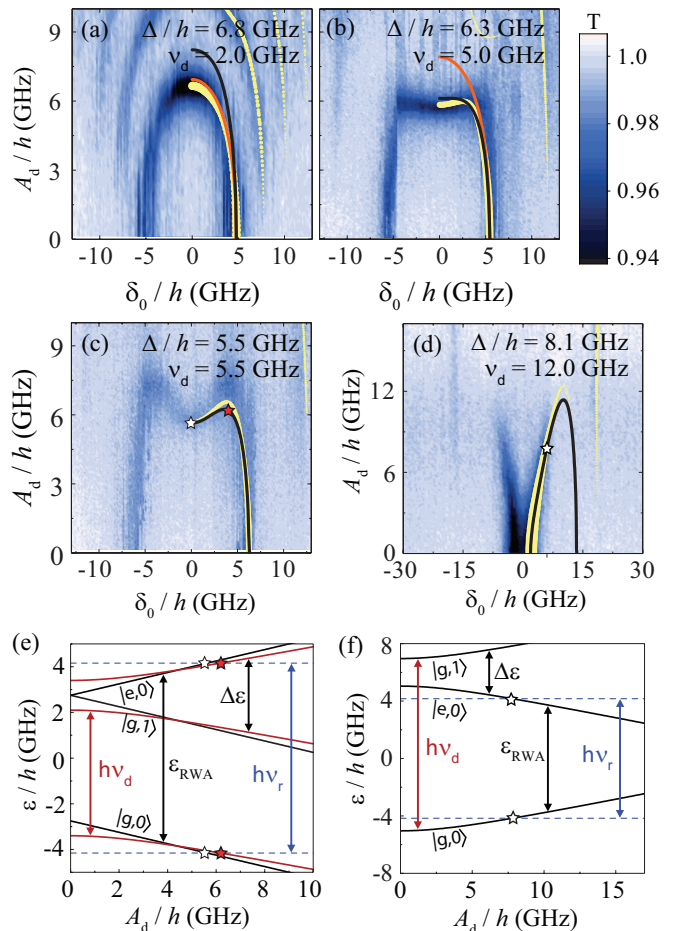 (a) Δ / h = 6.8 GHz
ν_d = 2.0 GHz
(b) Δ / h = 6.3 GHz
ν_d = 5.0 GHz
T
A_d / h (GHz)
9
6
3
0
1.00
0.98
0.96
0.94
-10 -5 0 5 10
-10 -5 0 5 10
δ_0 / h (GHz)
δ_0 / h (GHz)
(c) Δ / h = 5.5 GHz
ν_d = 5.5 GHz
Δ / h = 8.1 GHz (d)
ν_d = 12.0 GHz
A_d / h (GHz)
9
6
3
0
A_d / h (GHz)
12
6
0
-10 -5 0 5 10
-30 -15 0 15 30
δ_0 / h (GHz)
δ_0 / h (GHz)
(e)
ε / h (GHz)
4
2
0
-2
-4
|e,0⟩
|g,1⟩
|g,0⟩
hν_d
ε_RWA
Δε
hν_r
0 2 4 6 8 10
A_d / h (GHz)
(f)
ε / h (GHz)
8
4
0
-4
-8
|g,1⟩
|e,0⟩
|g,0⟩
hν_d
Δε
ε_RWA
hν_r
0 5 10 15
A_d / h (GHz)